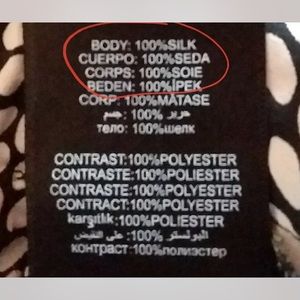 BODY: 100%SILK
CUERPO: 100%SEDA
CORPS: 100%SOIE
BEDEN: 100%İPEK
CORP: 100%MATASE
حرير 100%: جسم
тело: 100%шелк
CONTRAST:100%POLYESTER
CONTRASTE:100%POLIESTER
CONTRASTE:100%POLYESTER
CONTRACT:100%POLYESTER
karşıtlık:100%POLIESTER
البولستر 100%: على النقيض
контраст:100%полиэстер